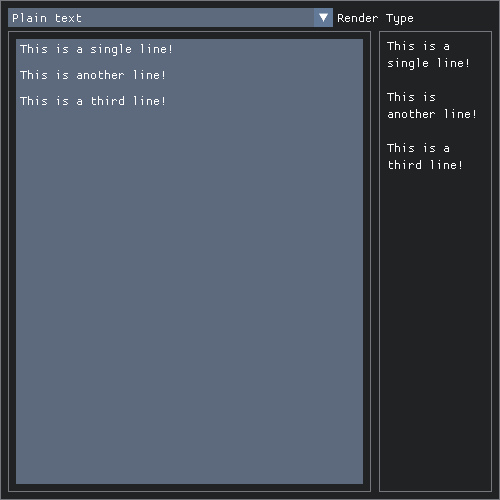 Plain text
Render Type
This is a single line!
This is another line!
This is a third line!
This is a
single line!
This is
another line!
This is a
third line!